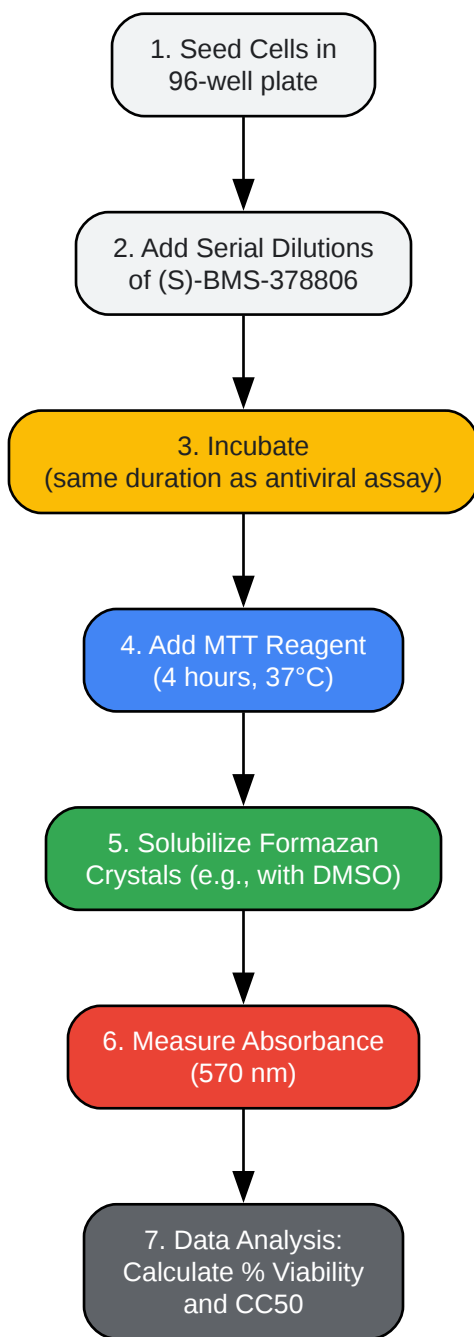 1. Seed Cells in
96-well plate
2. Add Serial Dilutions
of (S)-BMS-378806
3. Incubate
(same duration as antiviral assay)
4. Add MTT Reagent
(4 hours, 37°C)
5. Solubilize Formazan
Crystals (e.g., with DMSO)
6. Measure Absorbance
(570 nm)
7. Data Analysis:
Calculate % Viability
and CC50